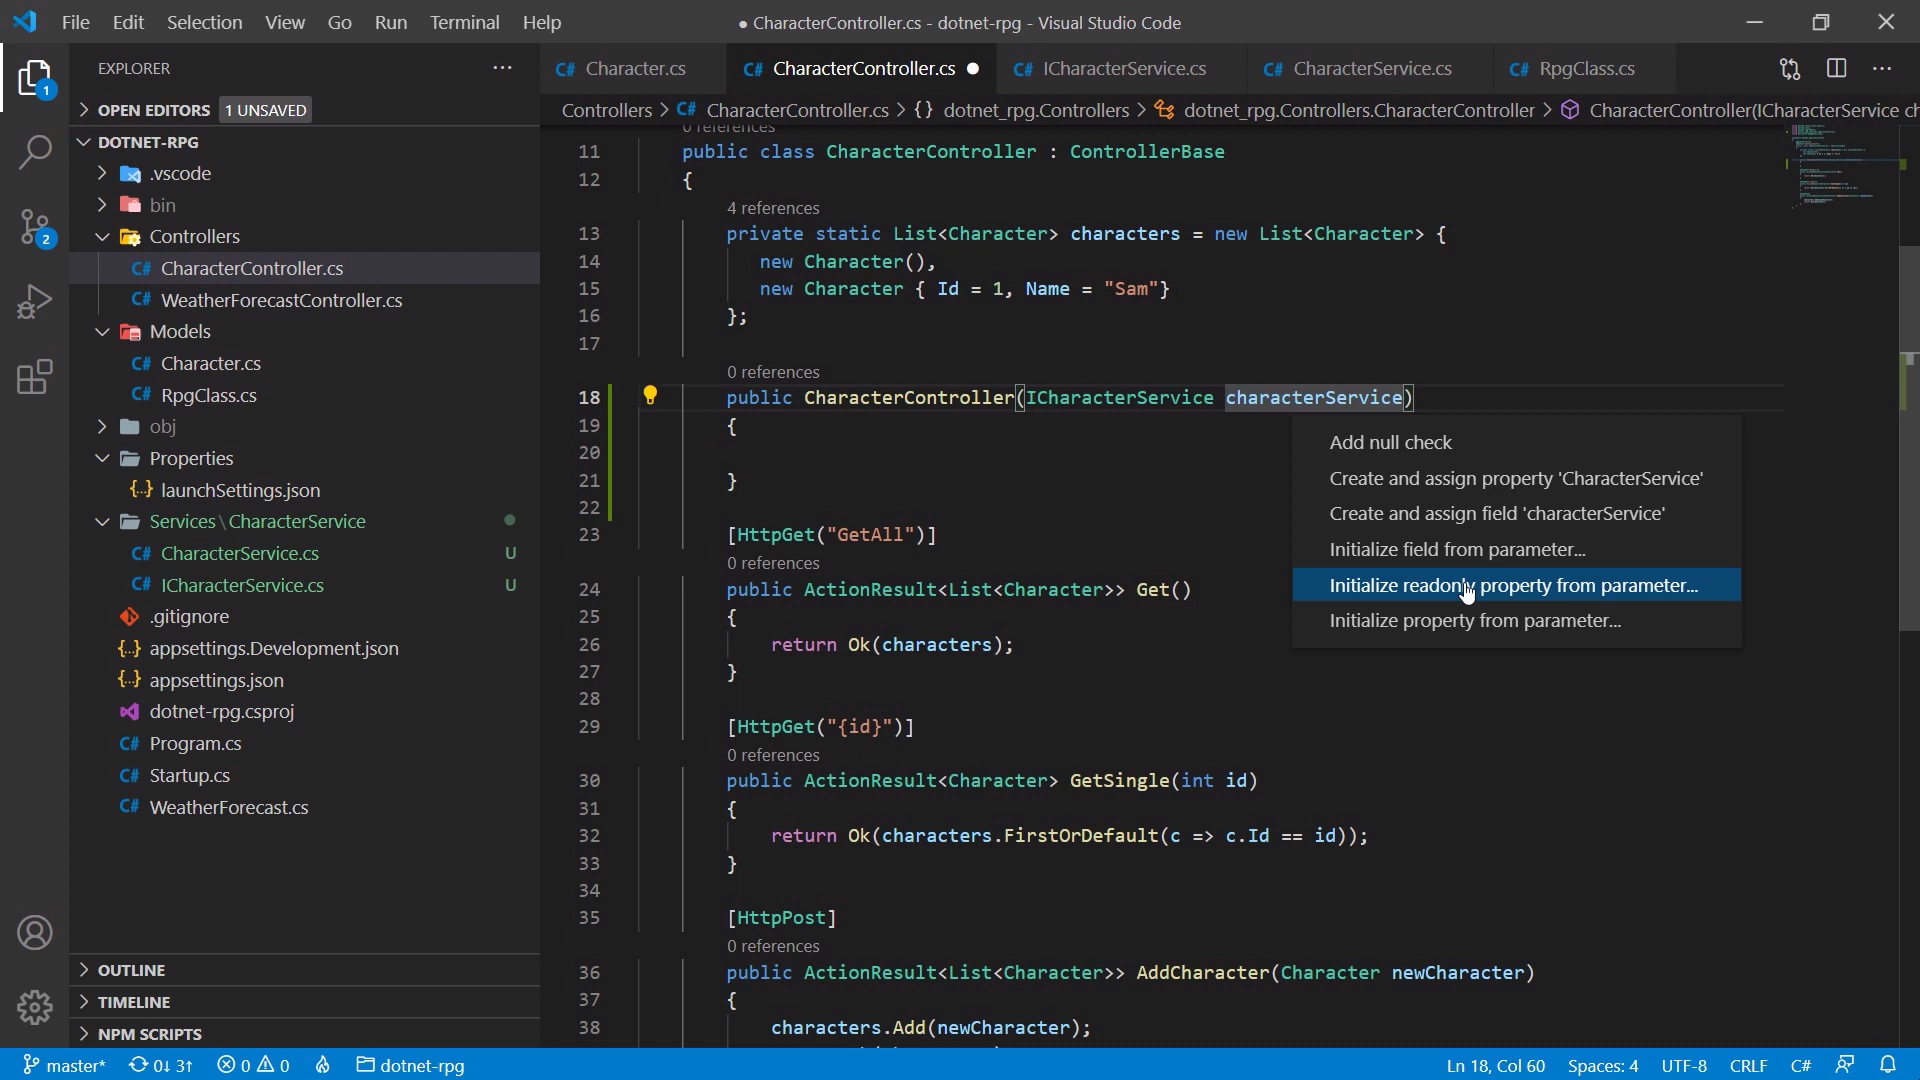 File Edit Selection View Go Run Terminal Help
● CharacterController.cs - dotnet-rpg - Visual Studio Code
EXPLORER
OPEN EDITORS 1 UNSAVED
DOTNET-RPG
.vscode
bin
Controllers
C# CharacterController.cs
C# WeatherForecastController.cs
Models
C# Character.cs
C# RpgClass.cs
obj
Properties
{··} launchSettings.json
Services\CharacterService
C# CharacterService.cs U
C# ICharacterService.cs U
.gitignore
{··} appsettings.Development.json
{··} appsettings.json
dotnet-rpg.csproj
C# Program.cs
C# Startup.cs
C# WeatherForecast.cs
OUTLINE
TIMELINE
NPM SCRIPTS
1
2
C# Character.cs C# CharacterController.cs ● C# ICharacterService.cs C# CharacterService.cs C# RpgClass.cs
Controllers > C# CharacterController.cs > {} dotnet_rpg.Controllers > dotnet_rpg.Controllers.CharacterController > CharacterController(ICharacterService ch
0 references
11 public class CharacterController : ControllerBase
12 {
4 references
13 private static List<Character> characters = new List<Character> {
14 new Character(),
15 new Character { Id = 1, Name = "Sam"}
16 };
17
0 references
18 public CharacterController(ICharacterService characterService)
19 {
20
21 }
22
23 [HttpGet("GetAll")]
0 references
24 public ActionResult<List<Character>> Get()
25 {
26 return Ok(characters);
27 }
28
29 [HttpGet("{id}")]
0 references
30 public ActionResult<Character> GetSingle(int id)
31 {
32 return Ok(characters.FirstOrDefault(c => c.Id == id));
33 }
34
35 [HttpPost]
0 references
36 public ActionResult<List<Character>> AddCharacter(Character newCharacter)
37 {
38 characters.Add(newCharacter);
Add null check
Create and assign property 'CharacterService'
Create and assign field 'characterService'
Initialize field from parameter...
Initialize readonly property from parameter...
Initialize property from parameter...
master* 0↓ 3↑ 0 0 dotnet-rpg
Ln 18, Col 60 Spaces: 4 UTF-8 CRLF C#